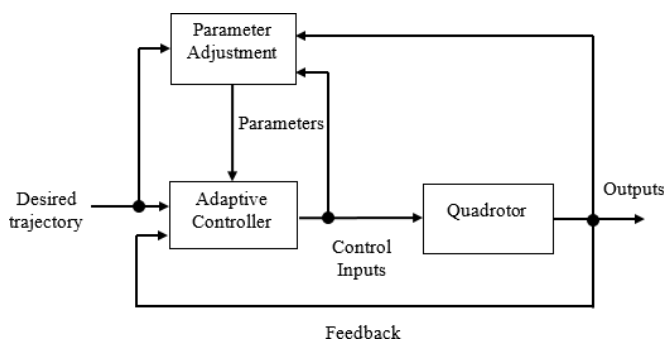 Parameter
Adjustment
Parameters
Desired
trajectory
Adaptive
Controller
Control
Inputs
Quadrotor
Outputs
Feedback